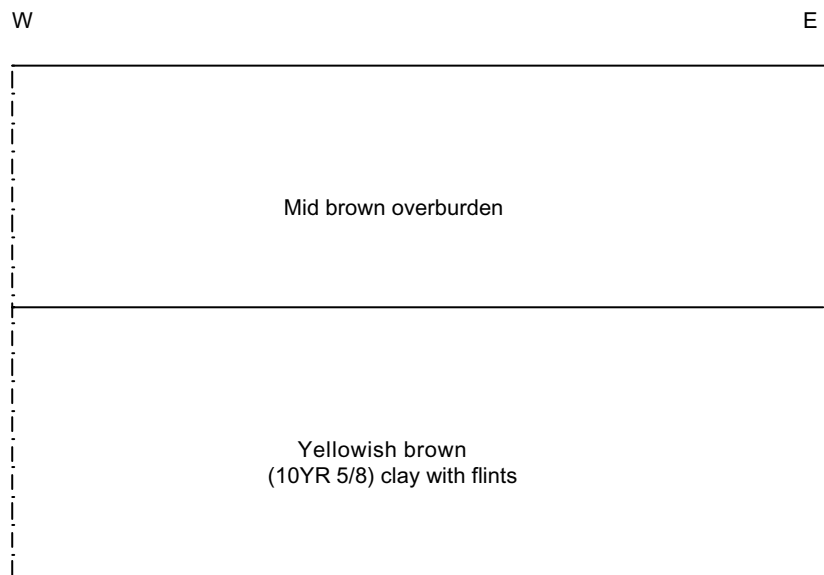 W E
Mid brown overburden
Yellowish brown
(10YR 5/8) clay with flints